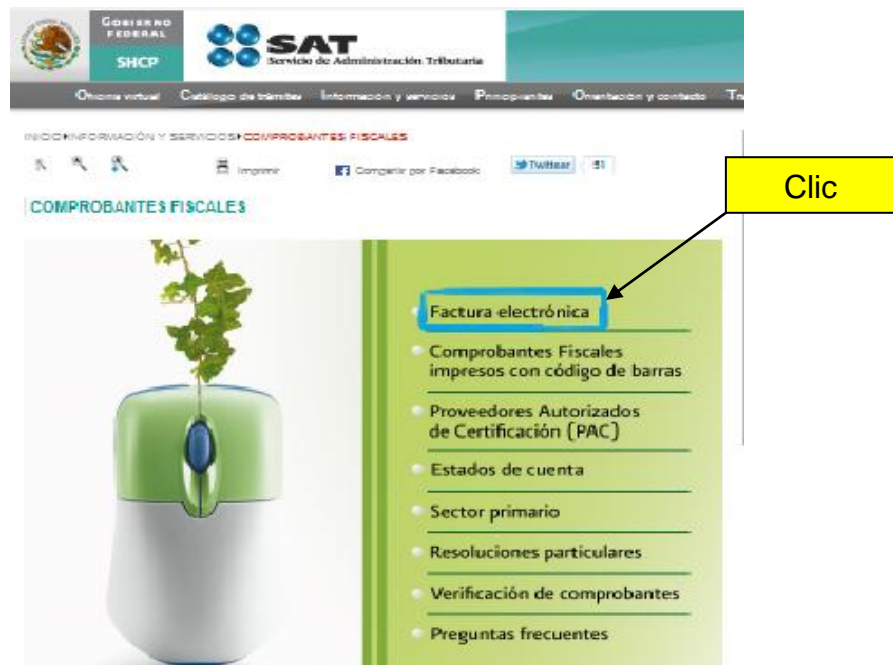 GOBIERNO
FEDERAL
SHCP
SAT
Servicio de Administración Tributaria
Oficina virtual Catálogo de trámites Información y servicios Principiantes Orientación y contacto
INICIO INFORMACIÓN Y SERVICIOS COMPROBANTES FISCALES
Imprimir Compartir por Facebook Twittear 51
COMPROBANTES FISCALES
Clic
Factura electrónica
Comprobantes Fiscales
impresos con código de barras
Proveedores Autorizados
de Certificación (PAC)
Estados de cuenta
Sector primario
Resoluciones particulares
Verificación de comprobantes
Preguntas frecuentes